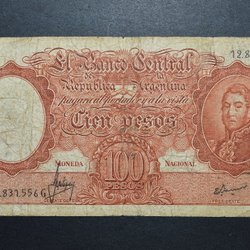 El Banco Central
de la
República Argentina
pagará al portador y a la vista
Cien pesos
MONEDA NACIONAL
100
PESOS